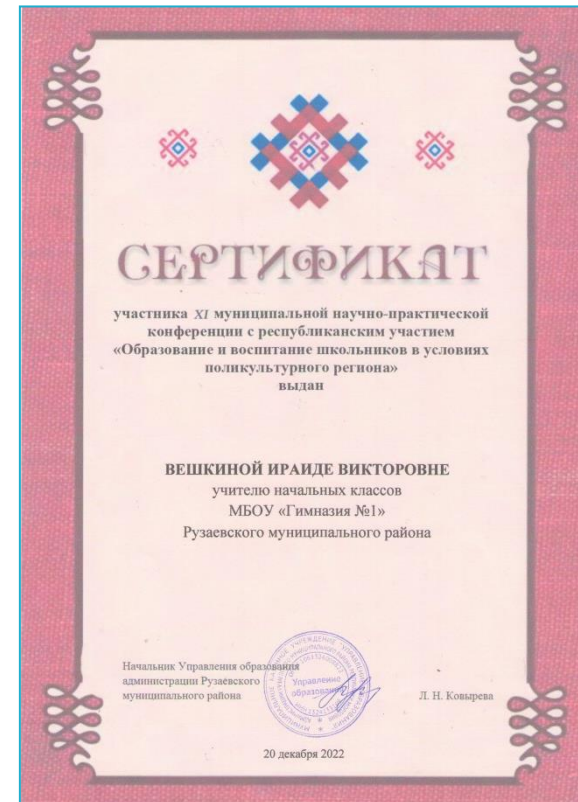 СЕРТИФИКАТ
участника XI муниципальной научно-практической
конференции с республиканским участием
«Образование и воспитание школьников в условиях
поликультурного региона»
выдан
ВЕШКИНОЙ ИРАИДЕ ВИКТОРОВНЕ
учителю начальных классов
МБОУ «Гимназия №1»
Рузаевского муниципального района
Начальник Управления образования
администрации Рузаевского
муниципального района
Л. Н. Ковырева
Управление
образования
20 декабря 2022